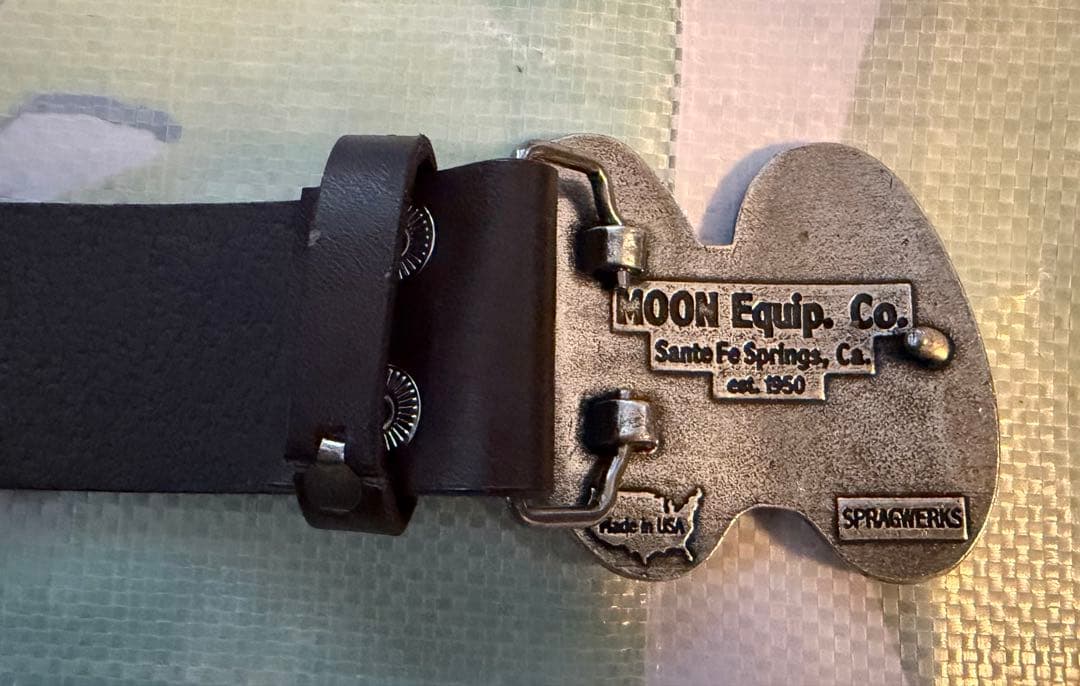 MOON Equip. Co.
Sante Fe Springs, Ca.
est. 1950
Made in USA
SPRAGWERKS